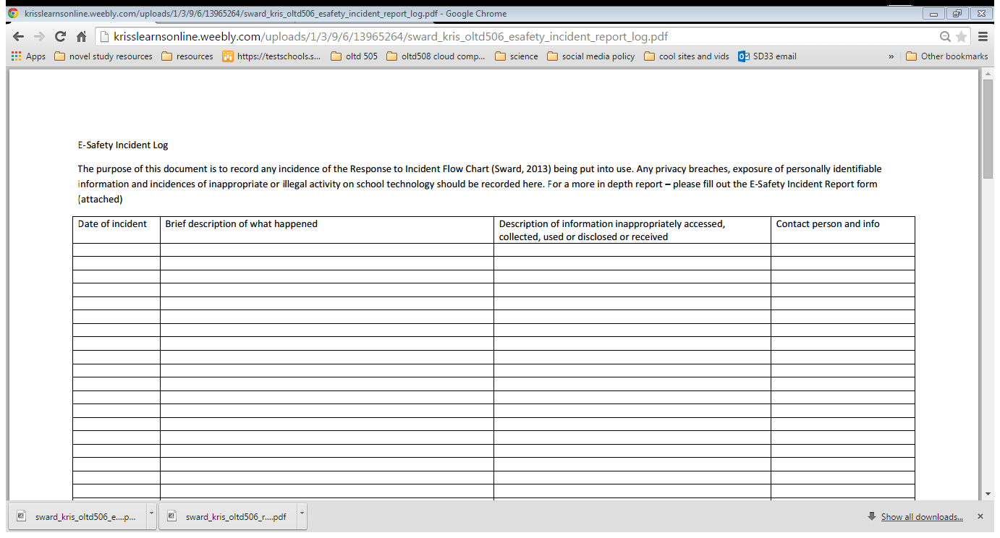 krisslearnsonline.weebly.com/uploads/1/3/9/6/13965264/sward_kris_oltd506_esafety_incident_report_log.pdf - Google Chrome
krisslearnsonline.weebly.com/uploads/1/3/9/6/13965264/sward_kris_oltd506_esafety_incident_report_log.pdf
Apps novel study resources resources https://testschools.s... oltd 505 oltd508 cloud comp... science social media policy cool sites and vids SD33 email » Other bookmarks
E-Safety Incident Log
The purpose of this document is to record any incidence of the Response to Incident Flow Chart (Sward, 2013) being put into use. Any privacy breaches, exposure of personally identifiable
information and incidences of inappropriate or illegal activity on school technology should be recorded here. For a more in depth report – please fill out the E-Safety Incident Report form
(attached)
Date of incident Brief description of what happened Description of information inappropriately accessed, Contact person and info
collected, used or disclosed or received
sward_kris_oltd506_e....p... sward_kris_oltd506_r....pdf Show all downloads...